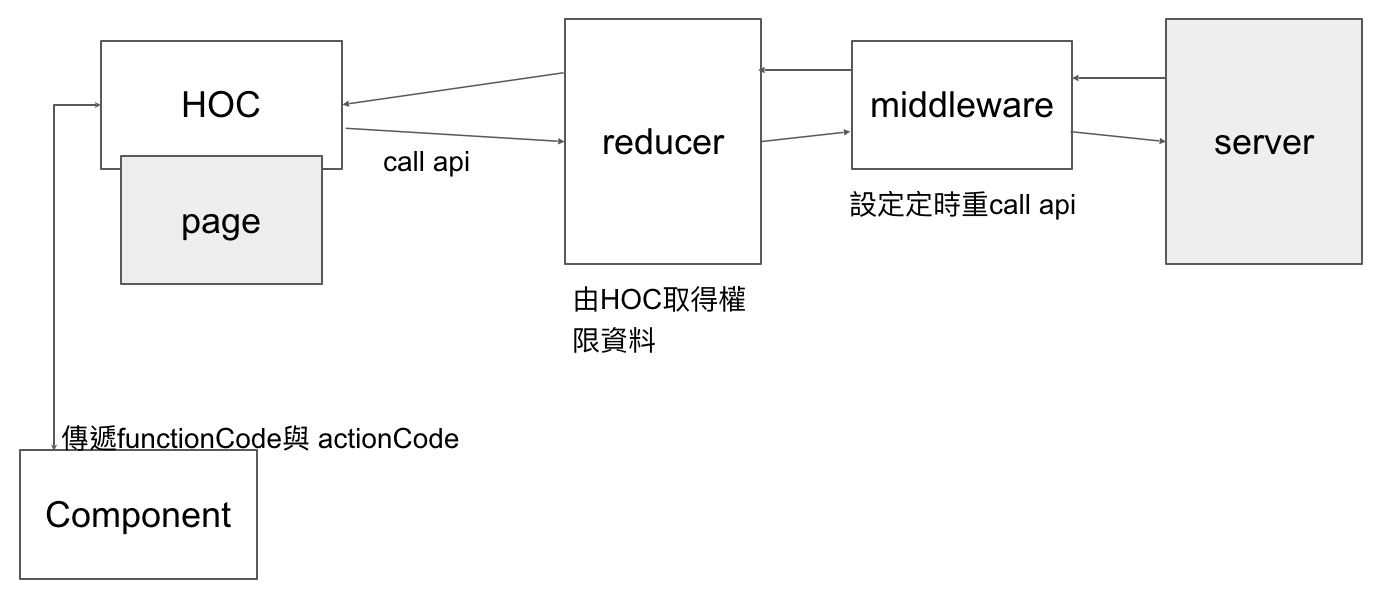 HOC
page
call api
reducer
middleware
server
設定定時重call api
由HOC取得權
限資料
傳遞functionCode與 actionCode
Component